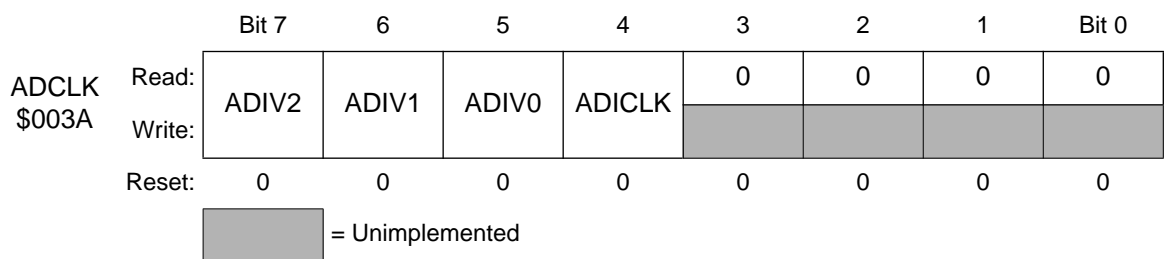 Bit 7 6 5 4 3 2 1 Bit 0
ADCLK
$003A
Read: ADIV2 ADIV1 ADIV0 ADICLK 0 0 0 0
Write:
Reset: 0 0 0 0 0 0 0 0
= Unimplemented